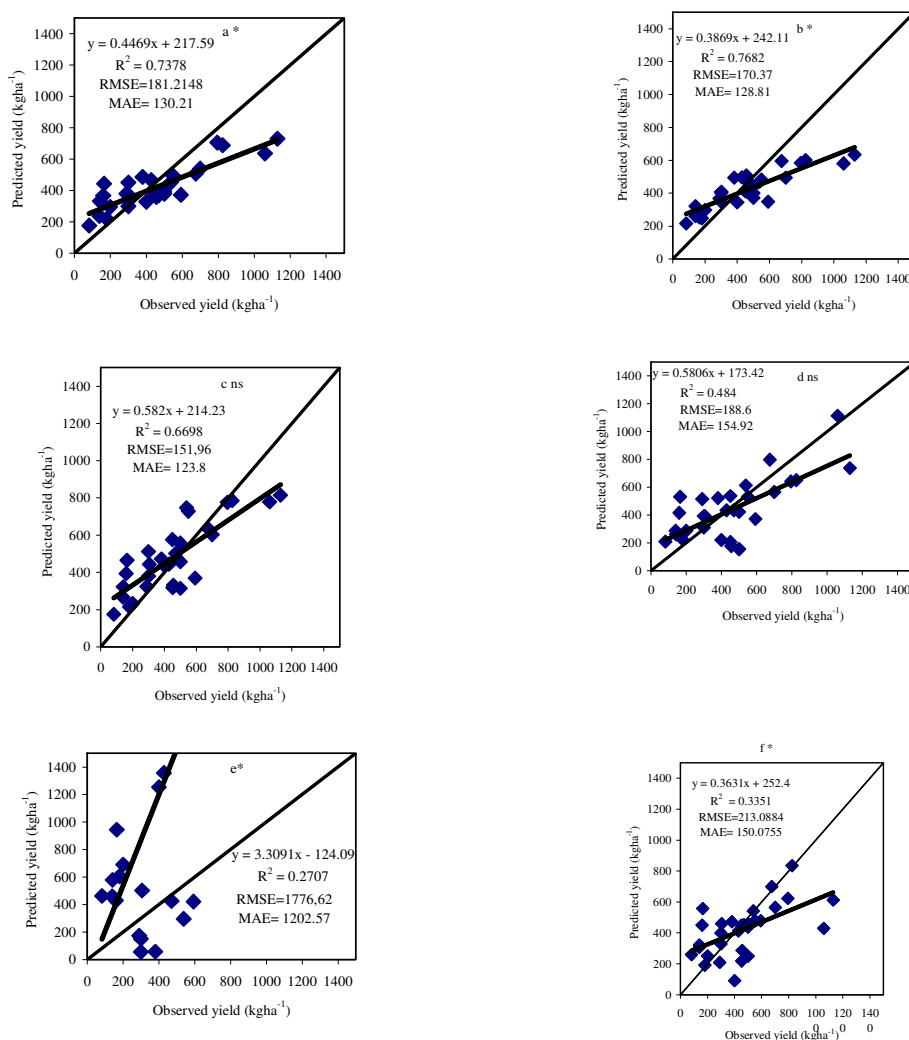 a *
y = 0.4469x + 217.59
R² = 0.7378
RMSE=181.2148
MAE= 130.21
Predicted yield (kgha⁻¹)
1400
1200
1000
800
600
400
200
0
0 200 400 600 800 1000 1200 1400
Observed yield (kgha⁻¹)
b *
y = 0.3869x + 242.11
R² = 0.7682
RMSE=170.37
MAE= 128.81
Predicted yield (kgha⁻¹)
1400
1200
1000
800
600
400
200
0
0 200 400 600 800 1000 1200 1400
Observed yield (kgha⁻¹)
c ns
y = 0.582x + 214.23
R² = 0.6698
RMSE=151,96
MAE= 123.8
Predicted yield (kgha⁻¹)
1400
1200
1000
800
600
400
200
0
0 200 400 600 800 1000 1200 1400
Observed yield (kgha⁻¹)
d ns
y = 0.5806x + 173.42
R² = 0.484
RMSE=188.6
MAE= 154.92
Predicted yield (kgha⁻¹)
1400
1200
1000
800
600
400
200
0
0 200 400 600 800 1000 1200 1400
Observed yield (kgha⁻¹)
e*
y = 3.3091x - 124.09
R² = 0.2707
RMSE=1776,62
MAE= 1202.57
Predicted yield (kgha⁻¹)
1400
1200
1000
800
600
400
200
0
0 200 400 600 800 1000 1200 1400
Observed yield (kgha⁻¹)
f *
y = 0.3631x + 252.4
R² = 0.3351
RMSE=213.0884
MAE= 150.0755
Predicted yield (kgha⁻¹)
1400
1200
1000
800
600
400
200
0
0 200 400 600 800 100 120 140
0 0 0
Observed yield (kgha⁻¹)